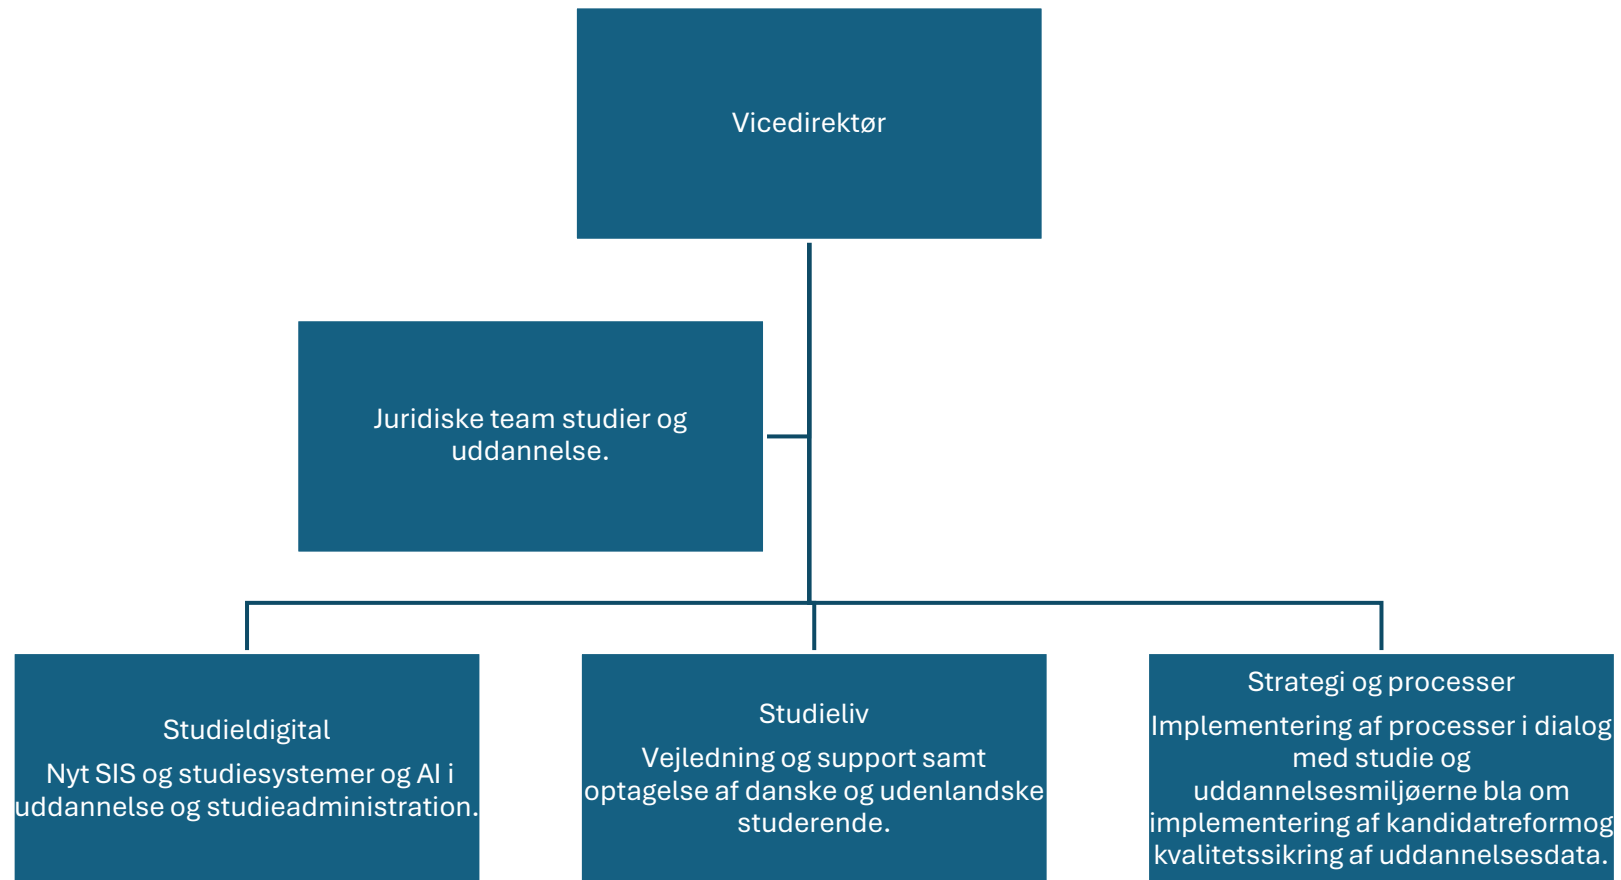 Vicedirektør
Juridiske team studier og
uddannelse.
Studieldigital
Nyt SIS og studiesystemer og AI i
uddannelse og studieadministration.
Studieliv
Vejledning og support samt
optagelse af danske og udenlandske
studerende.
Strategi og processer
Implementering af processer i dialog
med studie og
uddannelsesmiljøerne bla om
implementering af kandidatreformog
kvalitetssikring af uddannelsesdata.